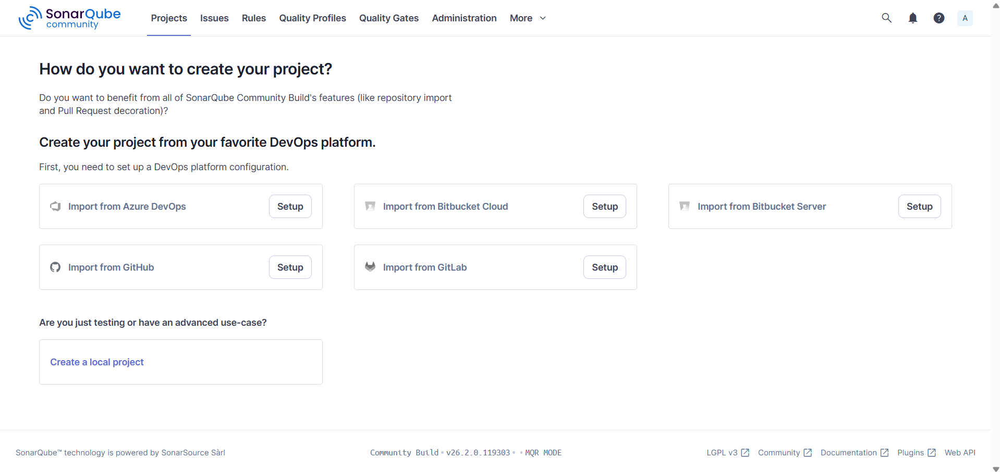 SonarQube
community
Projects Issues Rules Quality Profiles Quality Gates Administration More ? A
How do you want to create your project?
Do you want to benefit from all of SonarQube Community Build's features (like repository import
and Pull Request decoration)?
Create your project from your favorite DevOps platform.
First, you need to set up a DevOps platform configuration.
Import from Azure DevOps Setup
Import from Bitbucket Cloud Setup
Import from Bitbucket Server Setup
Import from GitHub Setup
Import from GitLab Setup
Are you just testing or have an advanced use-case?
Create a local project
SonarQube™ technology is powered by SonarSource Sàrl
Community Build • v26.2.0.119303 • • MQR MODE
LGPL v3 Community Documentation Plugins Web API